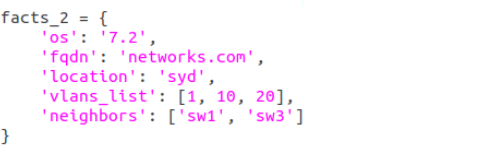 facts_2 = {
    'os': '7.2',
    'fqdn': 'networks.com',
    'location': 'syd',
    'vlans_list': [1, 10, 20],
    'neighbors': ['sw1', 'sw3']
}